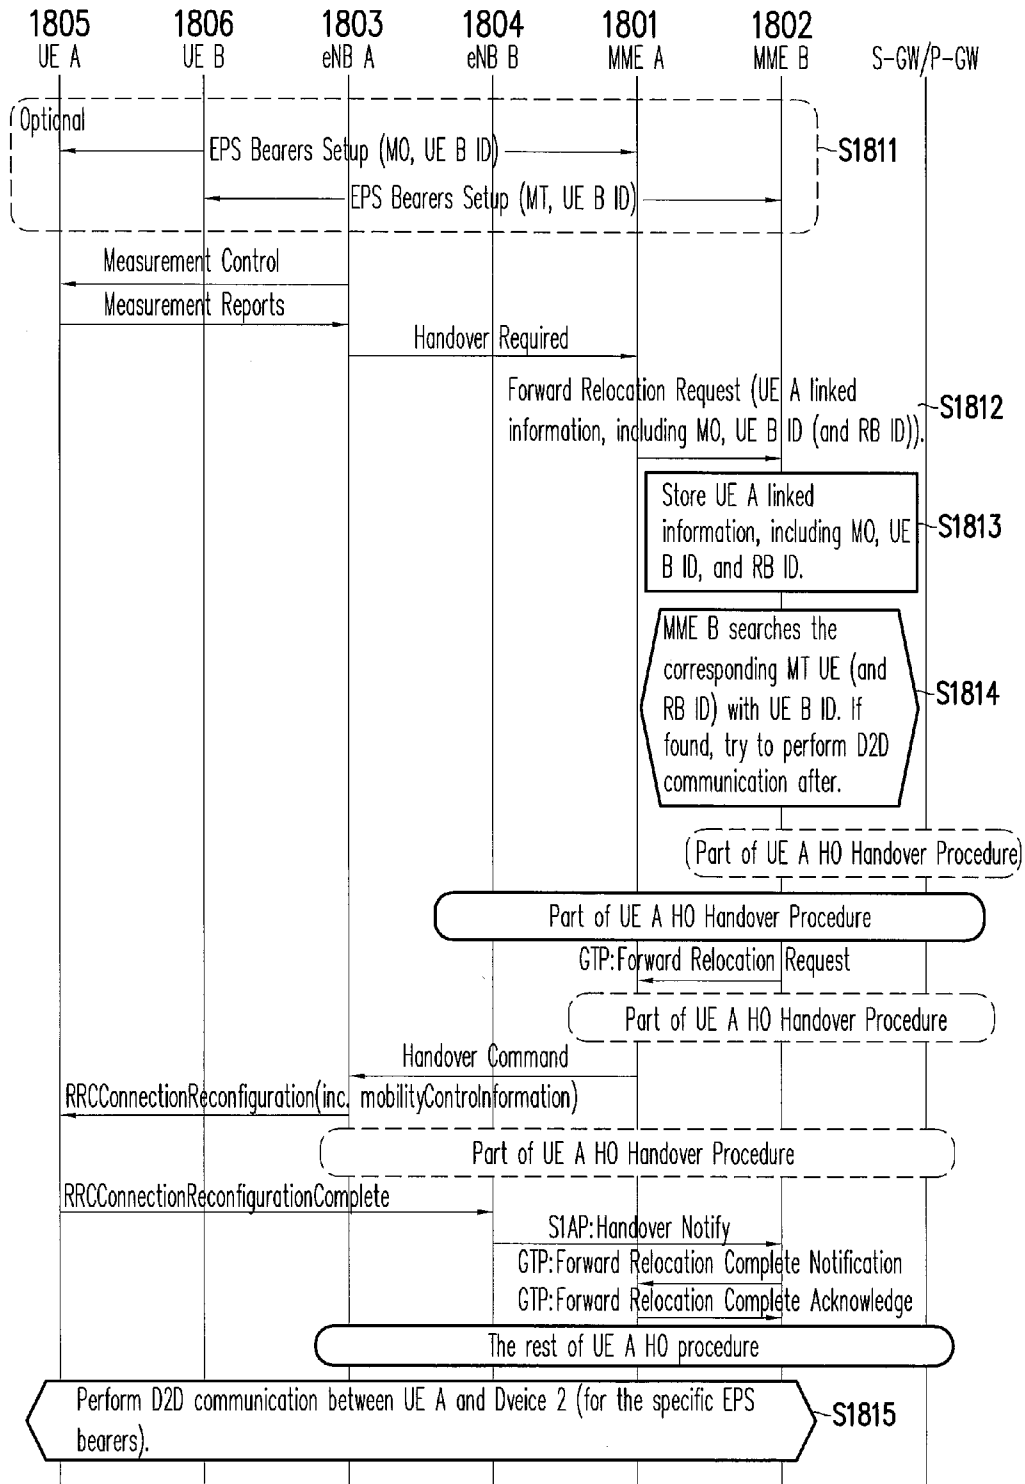 1805 1806 1803 1804 1801 1802
UE A UE B eNB A eNB B MME A MME B S-GW/P-GW
Optional
EPS Bearers Setup (MO, UE B ID)
S1811
EPS Bearers Setup (MT, UE B ID)
Measurement Control
Measurement Reports
Handover Required
Forward Relocation Request (UE A linked
information, including MO, UE B ID (and RB ID)).
S1812
Store UE A linked
information, including MO, UE
B ID, and RB ID.
S1813
MME B searches the
corresponding MT UE (and
RB ID) with UE B ID. If
found, try to perform D2D
communication after.
S1814
(Part of UE A HO Handover Procedure)
Part of UE A HO Handover Procedure
GTP:Forward Relocation Request
Part of UE A HO Handover Procedure
Handover Command
RRCConnectionReconfiguration(inc. mobilityControInformation)
Part of UE A HO Handover Procedure
RRCConnectionReconfigurationComplete
S1AP:Handover Notify
GTP:Forward Relocation Complete Notification
GTP:Forward Relocation Complete Acknowledge
The rest of UE A HO procedure
Perform D2D communication between UE A and Dveice 2 (for the specific EPS
bearers).
S1815